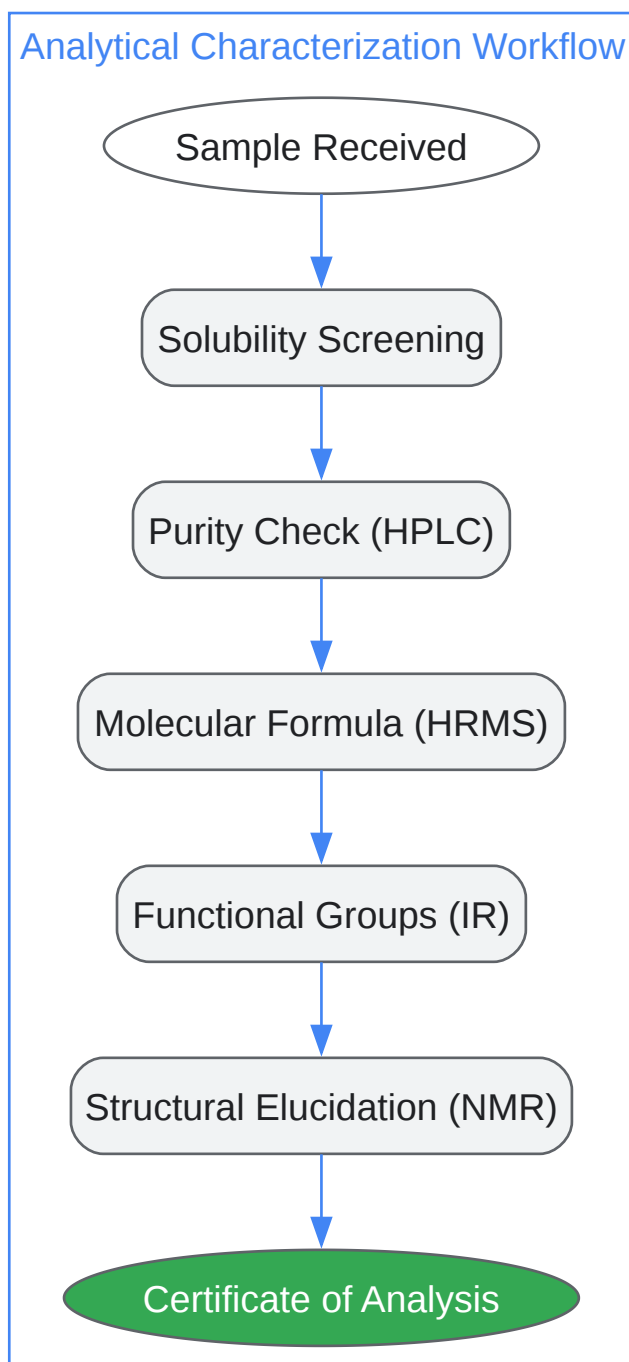 Analytical Characterization Workflow
Sample Received
Solubility Screening
Purity Check (HPLC)
Molecular Formula (HRMS)
Functional Groups (IR)
Structural Elucidation (NMR)
Certificate of Analysis